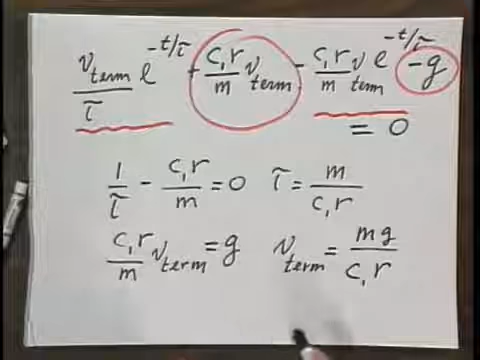 v_term/τ e^{-t/τ} + c₁r/m v_term - c₁r/m v_term e^{-t/τ} - g
= 0
1/τ - c₁r/m = 0 τ = m/c₁r
c₁r/m v_term = g v_term = mg/c₁r